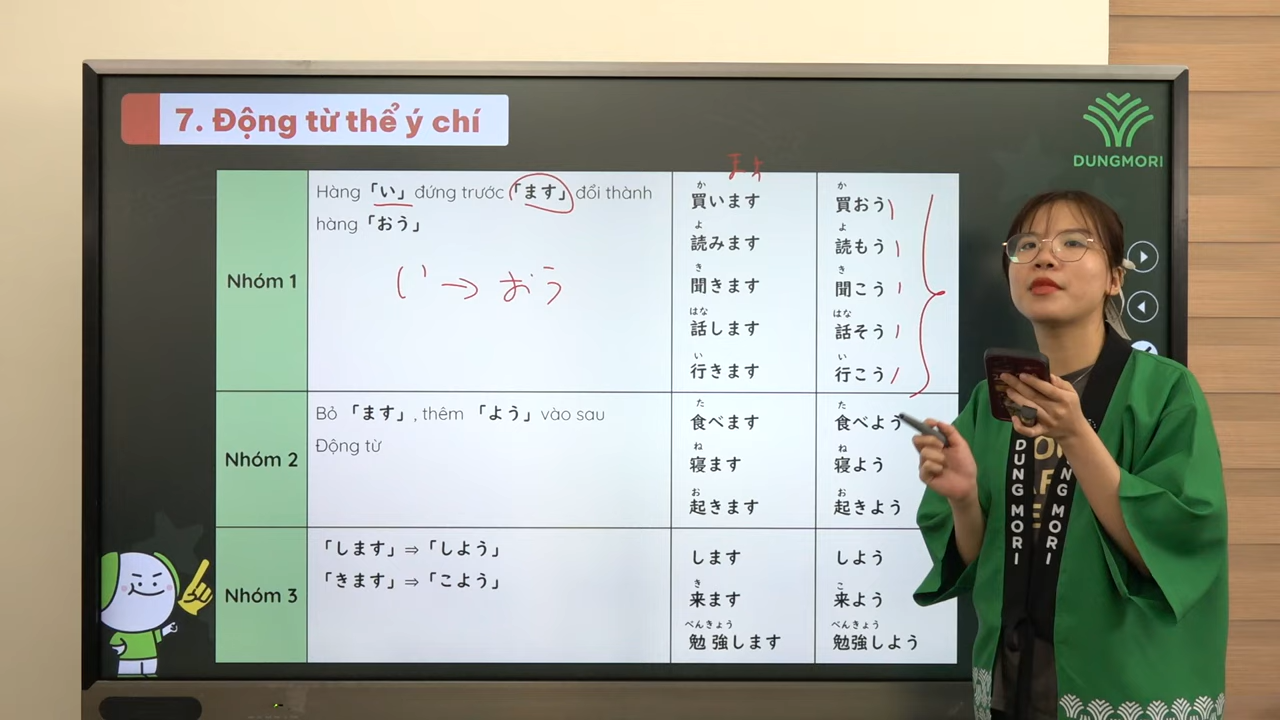 7. Động từ thể ý chí
DUNGMORI
Nhóm 1
Hàng「い」đứng trước「ます」đổi thành
hàng「おう」
い → おう
まよ
か
買います
よ
読みます
き
聞きます
はな
話します
い
行きます
か
買おう
よ
読もう
き
聞こう
はな
話そう
い
行こう
Nhóm 2
Bỏ 「ます」, thêm 「よう」vào sau
Động từ
た
食べます
ね
寝ます
お
起きます
た
食べよう
ね
寝よう
お
起きよう
Nhóm 3
「します」⇒「しよう」
「きます」⇒「こよう」
します
き
来ます
べんきょう
勉強します
しよう
こ
来よう
べんきょう
勉強しよう
DUNG MORI
NG MORI